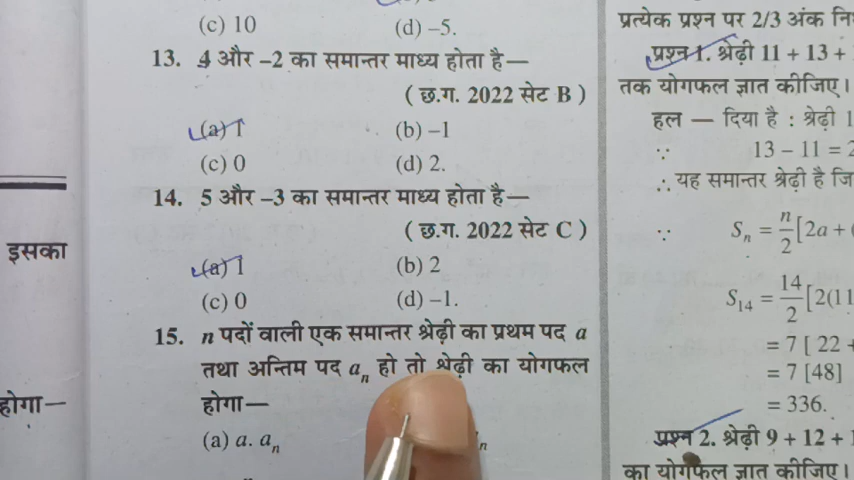 (c) 10 (d) –5.
13. 4 और –2 का समान्तर माध्य होता है—
( छ.ग. 2022 सेट B )
(a) 1 (b) –1
(c) 0 (d) 2.
14. 5 और –3 का समान्तर माध्य होता है—
( छ.ग. 2022 सेट C )
(a) 1 (b) 2
(c) 0 (d) –1.
15. n पदों वाली एक समान्तर श्रेढ़ी का प्रथम पद a
तथा अन्तिम पद aₙ हो तो श्रेढ़ी का योगफल
होगा—
(a) a. aₙ
इसका
होगा—
प्रत्येक प्रश्न पर 2/3 अंक
प्रश्न 1. श्रेढ़ी 11 + 13 +
तक योगफल ज्ञात कीजिए।
हल — दिया है : श्रेढ़ी 1
∵ 13 – 11 = 2
∴ यह समान्तर श्रेढ़ी है
∵ Sₙ = n/2 [2a +
S₁₄ = 14/2 [2(11
= 7 [ 22 +
= 7 [48]
= 336.
प्रश्न 2. श्रेढ़ी 9 + 12 + 1
का योगफल ज्ञात कीजिए।